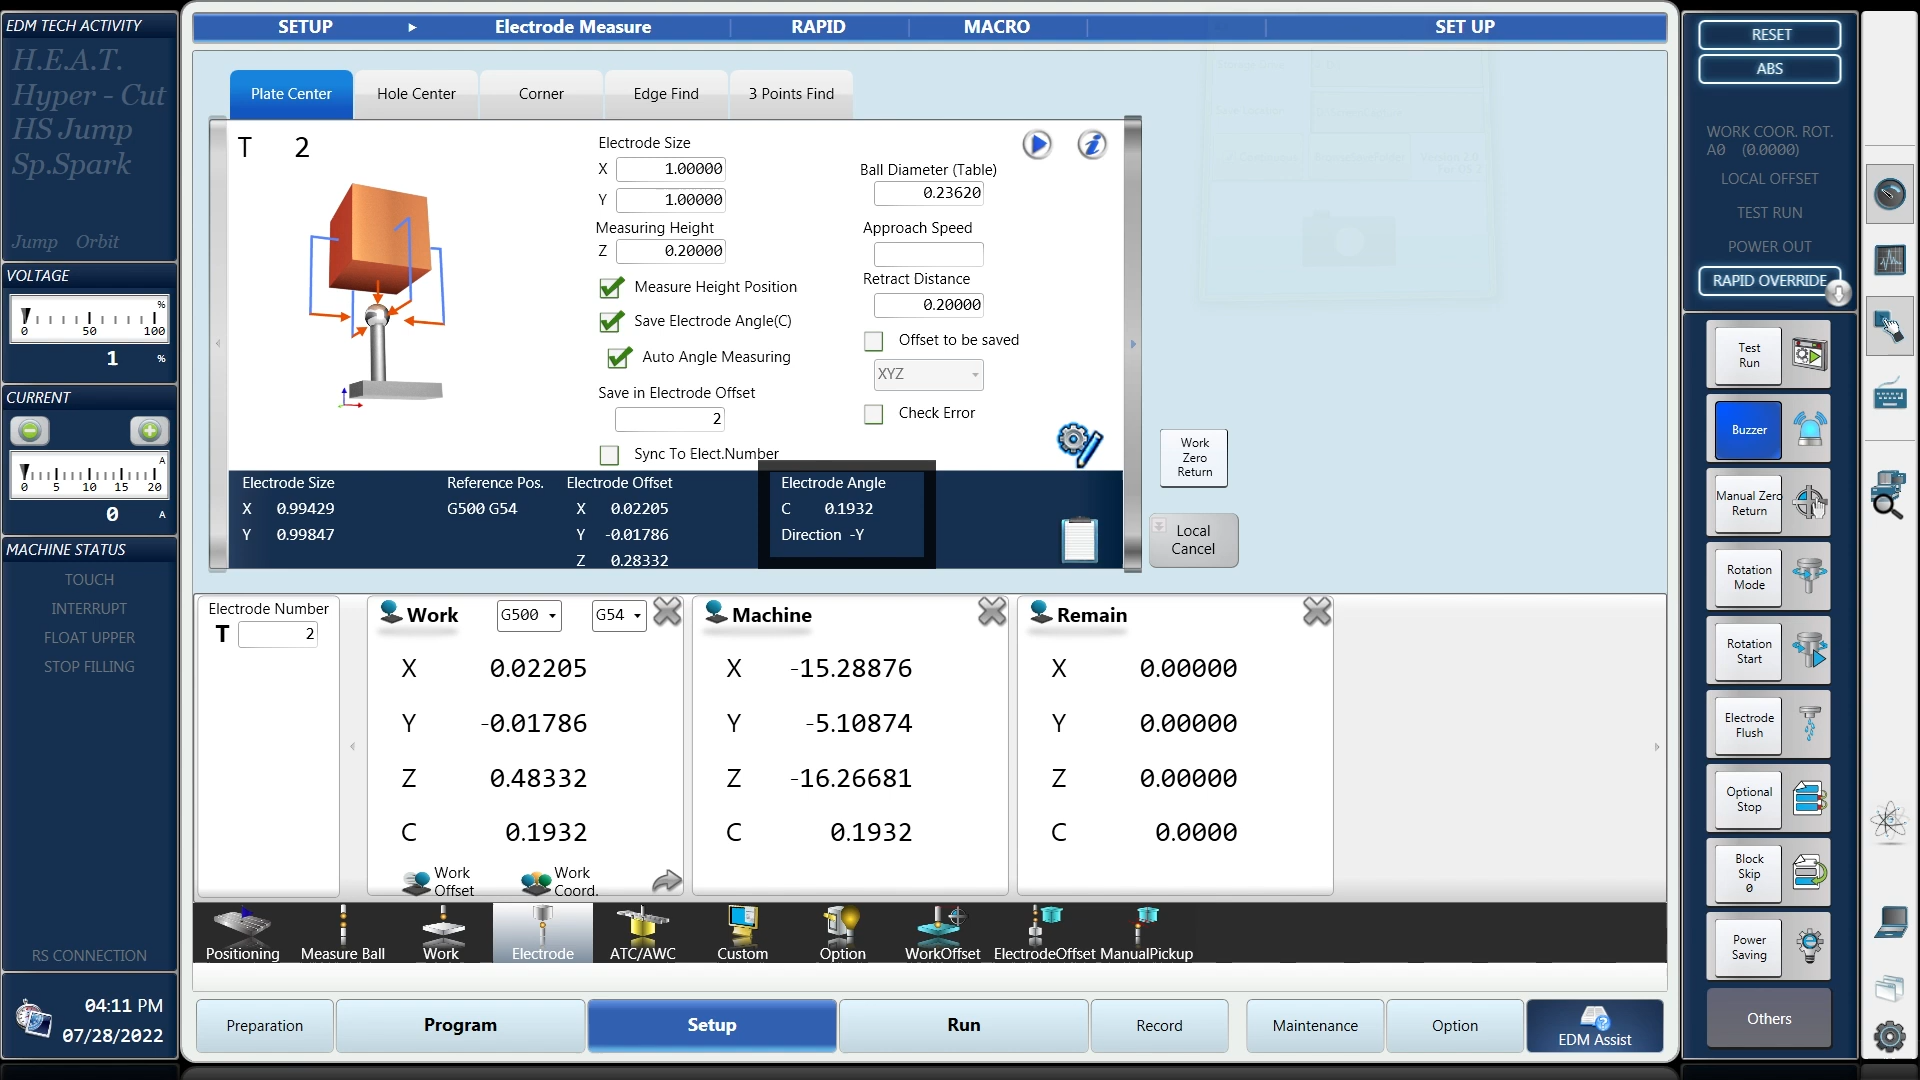 EDM TECH ACTIVITY
H.E.A.T.
Hyper - Cut
HS Jump
Sp.Spark
Jump Orbit
VOLTAGE
%
0 50 100
1 %
CURRENT
A
0 5 10 15 20
0 A
MACHINE STATUS
TOUCH
INTERRUPT
FLOAT UPPER
STOP FILLING
RS CONNECTION
04:11 PM
07/28/2022
SETUP Electrode Measure RAPID MACRO SET UP
Plate Center Hole Center Corner Edge Find 3 Points Find
T 2
Electrode Size
X 1.00000
Y 1.00000
Measuring Height
Z 0.20000
Measure Height Position
Save Electrode Angle(C)
Auto Angle Measuring
Save in Electrode Offset
2
Sync To Elect.Number
Ball Diameter (Table)
0.23620
Approach Speed
Retract Distance
0.20000
Offset to be saved
XYZ
Check Error
Electrode Size
X 0.99429
Y 0.99847
Reference Pos.
G500 G54
Electrode Offset
X 0.02205
Y -0.01786
Z 0.28332
Electrode Angle
C 0.1932
Direction -Y
Work
Zero
Return
Local
Cancel
Electrode Number
T 2
Work G500 G54
X 0.02205
Y -0.01786
Z 0.48332
C 0.1932
Work
Offset
Work
Coord.
Machine
X -15.28876
Y -5.10874
Z -16.26681
C 0.1932
Remain
X 0.00000
Y 0.00000
Z 0.00000
C 0.0000
Positioning Measure Ball Work Electrode ATC/AWC Custom Option WorkOffset ElectrodeOffset ManualPickup
Preparation Program Setup Run Record Maintenance Option EDM Assist
RESET
ABS
WORK COOR. ROT.
A0 (0.0000)
LOCAL OFFSET
TEST RUN
POWER OUT
RAPID OVERRIDE
Test
Run
Buzzer
Manual Zero
Return
Rotation
Mode
Rotation
Start
Electrode
Flush
Optional
Stop
Block
Skip
0
Power
Saving
Others